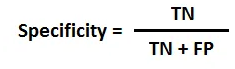 Specificity = TN
TN + FP